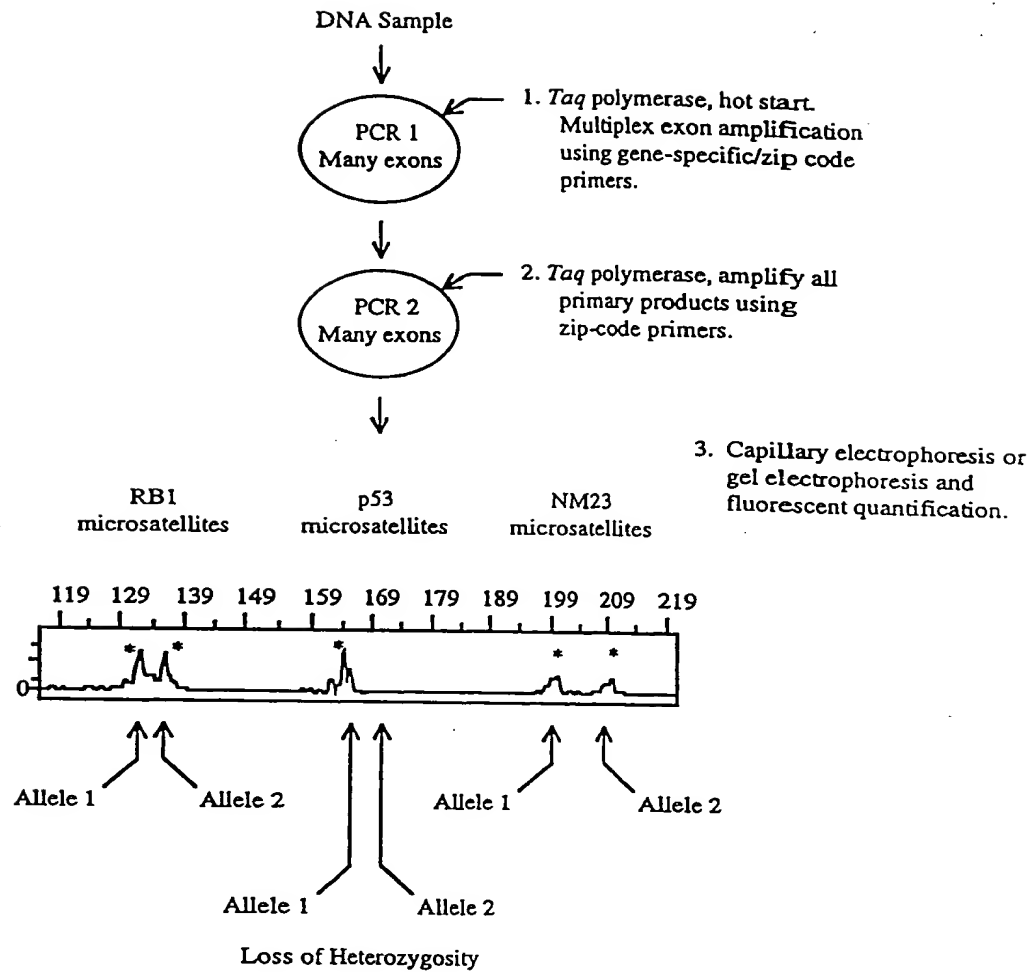 DNA Sample
PCR 1
Many exons
1. Taq polymerase, hot start.
Multiplex exon amplification
using gene-specific/zip code
primers.
PCR 2
Many exons
2. Taq polymerase, amplify all
primary products using
zip-code primers.
3. Capillary electrophoresis or
gel electrophoresis and
fluorescent quantification.
RB1
microsatellites
p53
microsatellites
NM23
microsatellites
119 129 139 149 159 169 179 189 199 209 219
* * * * *
0
Allele 1
Allele 2
Allele 1
Allele 2
Allele 1
Allele 2
Loss of Heterozygosity